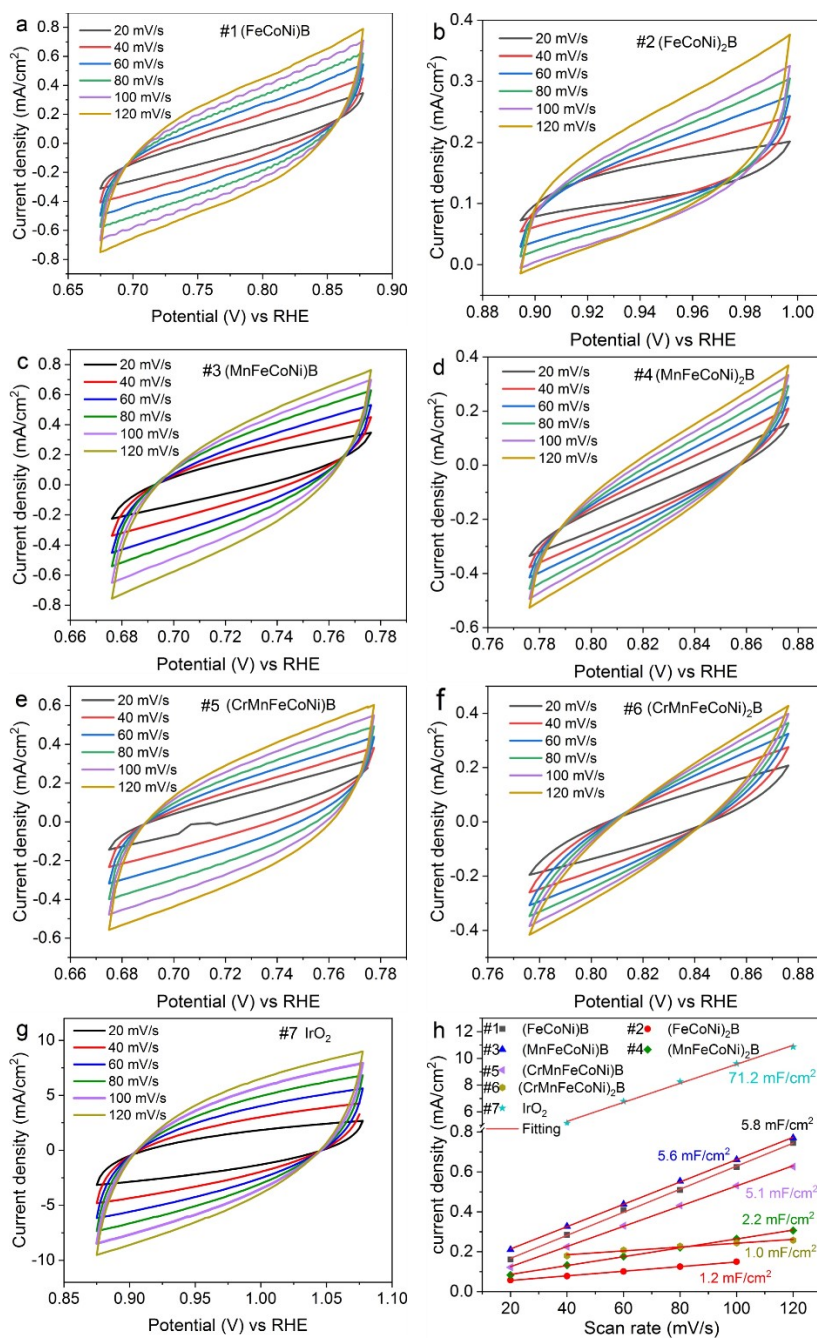 a
#1 (FeCoNi)B
20 mV/s
40 mV/s
60 mV/s
80 mV/s
100 mV/s
120 mV/s
Current density (mA/cm²)
0.8
0.6
0.4
0.2
0.0
-0.2
-0.4
-0.6
-0.8
0.65 0.70 0.75 0.80 0.85 0.90
Potential (V) vs RHE
b
#2 (FeCoNi)₂B
20 mV/s
40 mV/s
60 mV/s
80 mV/s
100 mV/s
120 mV/s
Current density (mA/cm²)
0.4
0.3
0.2
0.1
0.0
0.88 0.90 0.92 0.94 0.96 0.98 1.00
Potential (V) vs RHE
c
#3 (MnFeCoNi)B
20 mV/s
40 mV/s
60 mV/s
80 mV/s
100 mV/s
120 mV/s
Current density (mA/cm²)
0.8
0.6
0.4
0.2
0.0
-0.2
-0.4
-0.6
-0.8
0.66 0.68 0.70 0.72 0.74 0.76 0.78
Potential (V) vs RHE
d
#4 (MnFeCoNi)₂B
20 mV/s
40 mV/s
60 mV/s
80 mV/s
100 mV/s
120 mV/s
Current density (mA/cm²)
0.4
0.2
0.0
-0.2
-0.4
-0.6
0.76 0.78 0.80 0.82 0.84 0.86 0.88
Potential (V) vs RHE
e
#5 (CrMnFeCoNi)B
20 mV/s
40 mV/s
60 mV/s
80 mV/s
100 mV/s
120 mV/s
Current density (mA/cm²)
0.6
0.4
0.2
0.0
-0.2
-0.4
-0.6
0.66 0.68 0.70 0.72 0.74 0.76 0.78
Potential (V) vs RHE
f
#6 (CrMnFeCoNi)₂B
20 mV/s
40 mV/s
60 mV/s
80 mV/s
100 mV/s
120 mV/s
Current density (mA/cm²)
0.4
0.2
0.0
-0.2
-0.4
0.76 0.78 0.80 0.82 0.84 0.86 0.88
Potential (V) vs RHE
g
#7 IrO₂
20 mV/s
40 mV/s
60 mV/s
80 mV/s
100 mV/s
120 mV/s
Current density (mA/cm²)
10
5
0
-5
-10
0.85 0.90 0.95 1.00 1.05 1.10
Potential (V) vs RHE
h
#1 (FeCoNi)B #2 (FeCoNi)₂B
#3 (MnFeCoNi)B #4 (MnFeCoNi)₂B
#5 (CrMnFeCoNi)B
#6 (CrMnFeCoNi)₂B
#7 IrO₂
Fitting
71.2 mF/cm²
5.8 mF/cm²
5.6 mF/cm²
5.1 mF/cm²
2.2 mF/cm²
1.0 mF/cm²
1.2 mF/cm²
current density (mA/cm²)
12
10
8
6
0.8
0.6
0.4
0.2
0.0
20 40 60 80 100 120
Scan rate (mV/s)